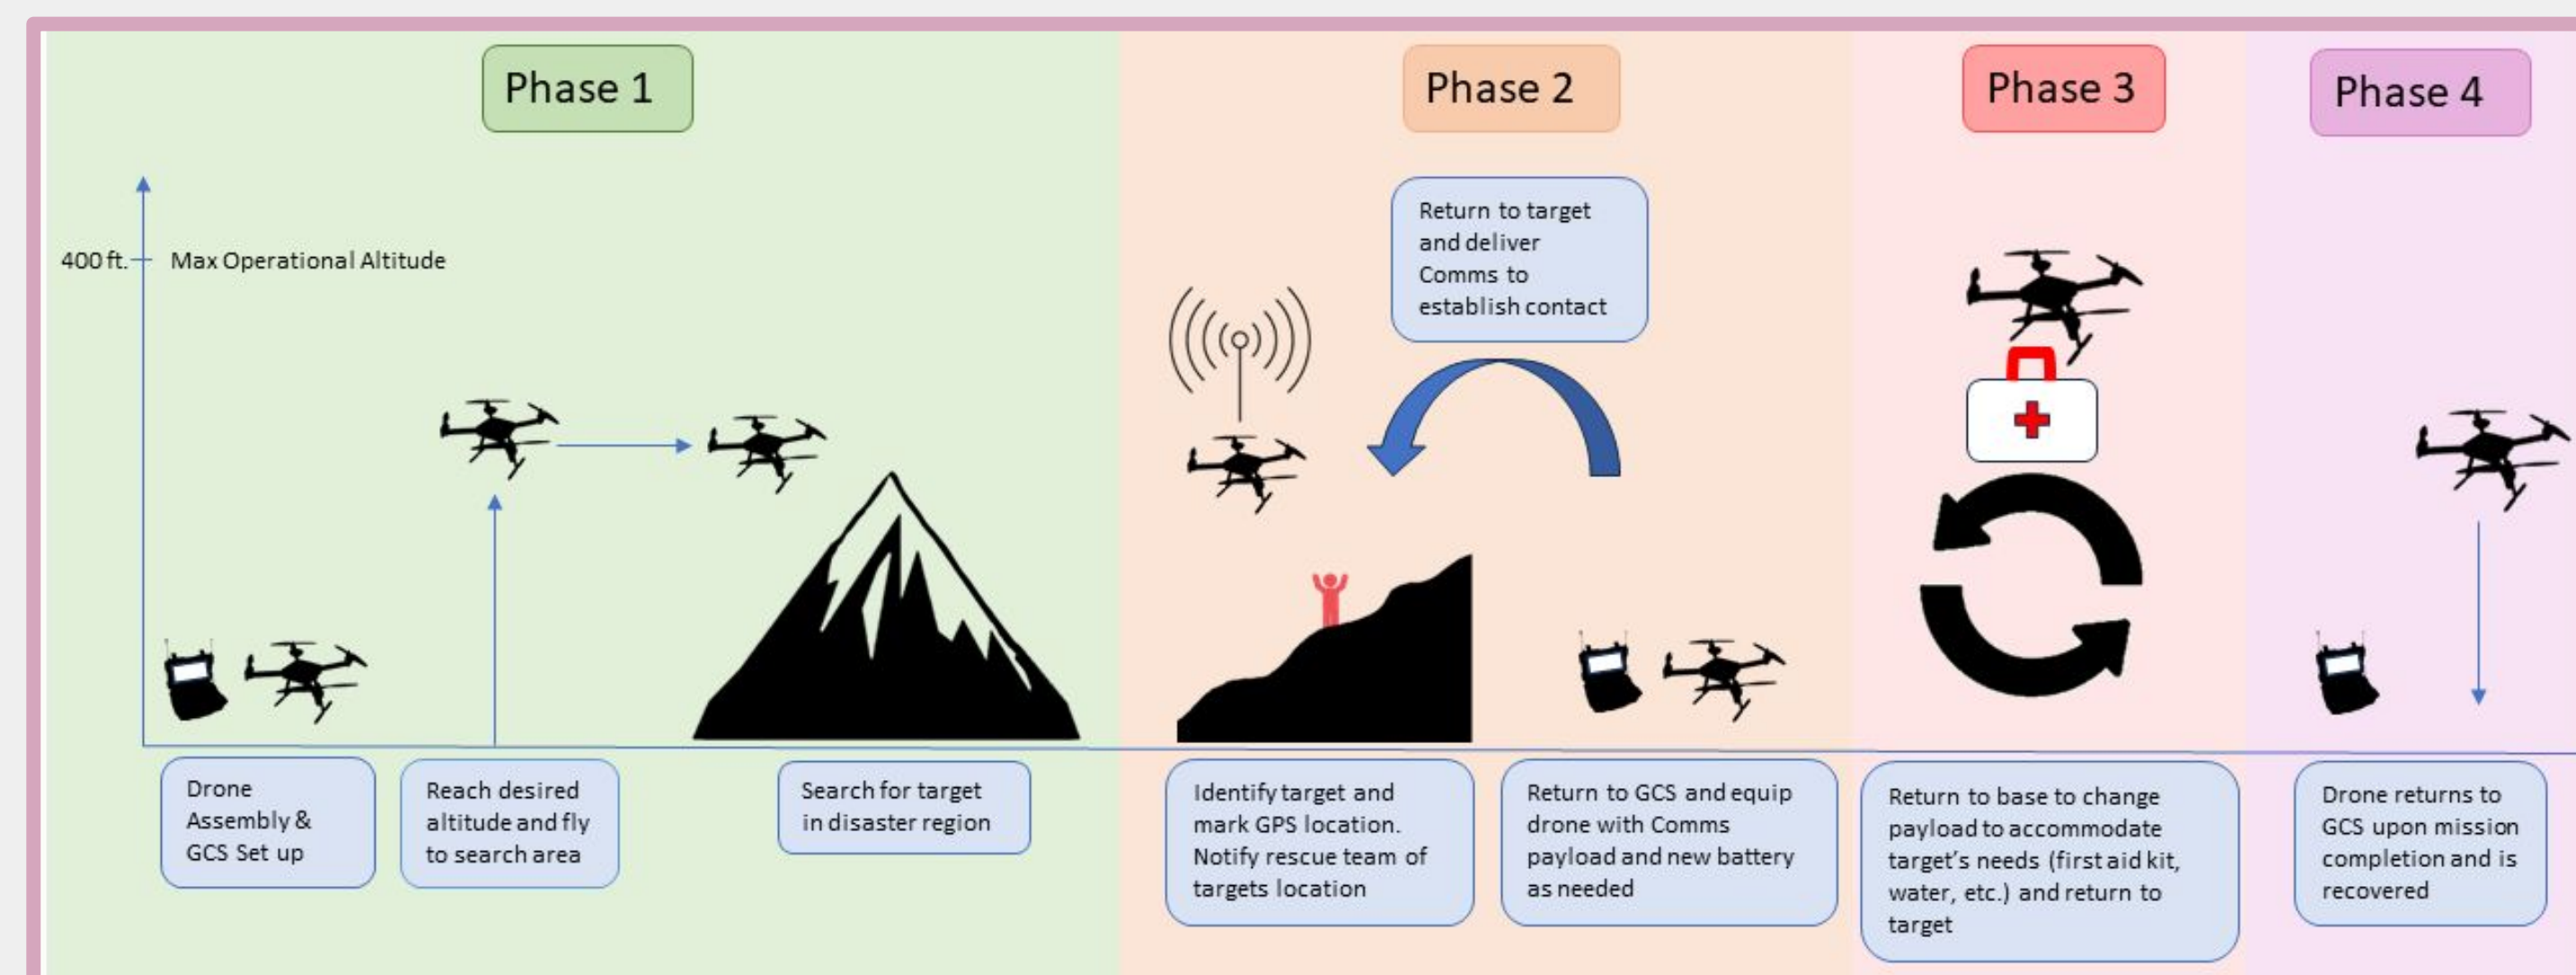 Phase 1
Phase 2
Phase 3
Phase 4
400 ft.
Max Operational Altitude
Return to target
and deliver
Comms to
establish contact
Drone
Assembly &
GCS Set up
Reach desired
altitude and fly
to search area
Search for target
in disaster region
Identify target and
mark GPS location.
Notify rescue team of
targets location
Return to GCS and equip
drone with Comms
payload and new battery
as needed
Return to base to change
payload to accommodate
target's needs (first aid kit,
water, etc.) and return to
target
Drone returns to
GCS upon mission
completion and is
recovered